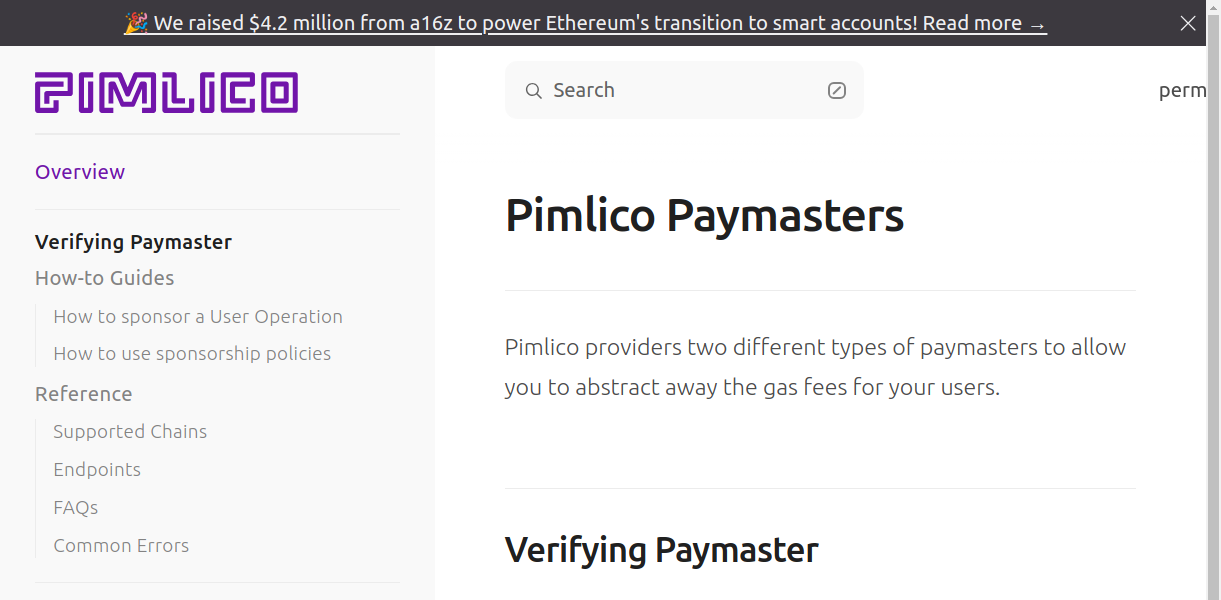 🎉 We raised $4.2 million from a16z to power Ethereum's transition to smart accounts! Read more →
PIMLICO
Search
perm
Overview
Verifying Paymaster
How-to Guides
How to sponsor a User Operation
How to use sponsorship policies
Reference
Supported Chains
Endpoints
FAQs
Common Errors
Pimlico Paymasters
Pimlico providers two different types of paymasters to allow
you to abstract away the gas fees for your users.
Verifying Paymaster